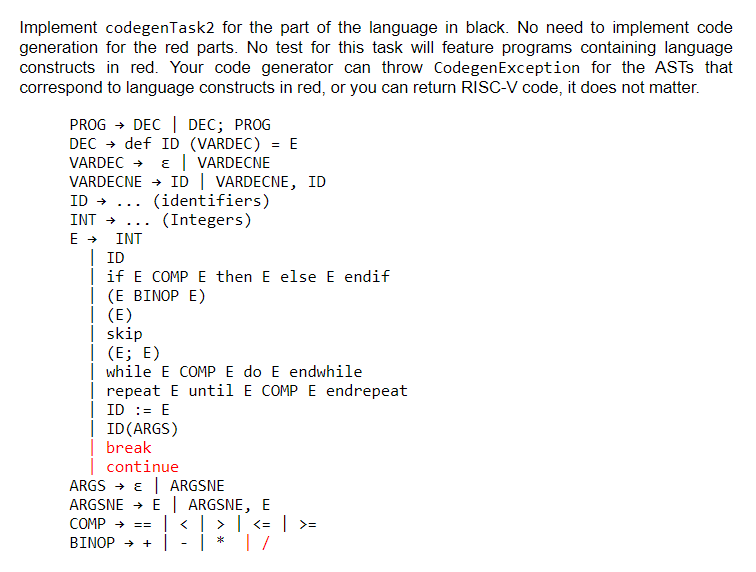 Implement codegenTask2 for the part of the language in black. No need to implement code
generation for the red parts. No test for this task will feature programs containing language
constructs in red. Your code generator can throw CodegenException for the ASTs that
correspond to language constructs in red, or you can return RISC-V code, it does not matter.
PROG → DEC | DEC; PROG
DEC → def ID (VARDEC) = E
VARDEC → ε | VARDECNE
VARDECNE → ID | VARDECNE, ID
ID → ... (identifiers)
INT → ... (Integers)
E → INT
| ID
| if E COMP E then E else E endif
| (E BINOP E)
| (E)
| skip
| (E; E)
| while E COMP E do E endwhile
| repeat E until E COMP E endrepeat
| ID := E
| ID(ARGS)
| break
| continue
ARGS → ε | ARGSNE
ARGSNE → E | ARGSNE, E
COMP → == | < | > | <= | >=
BINOP → + | - | * | /